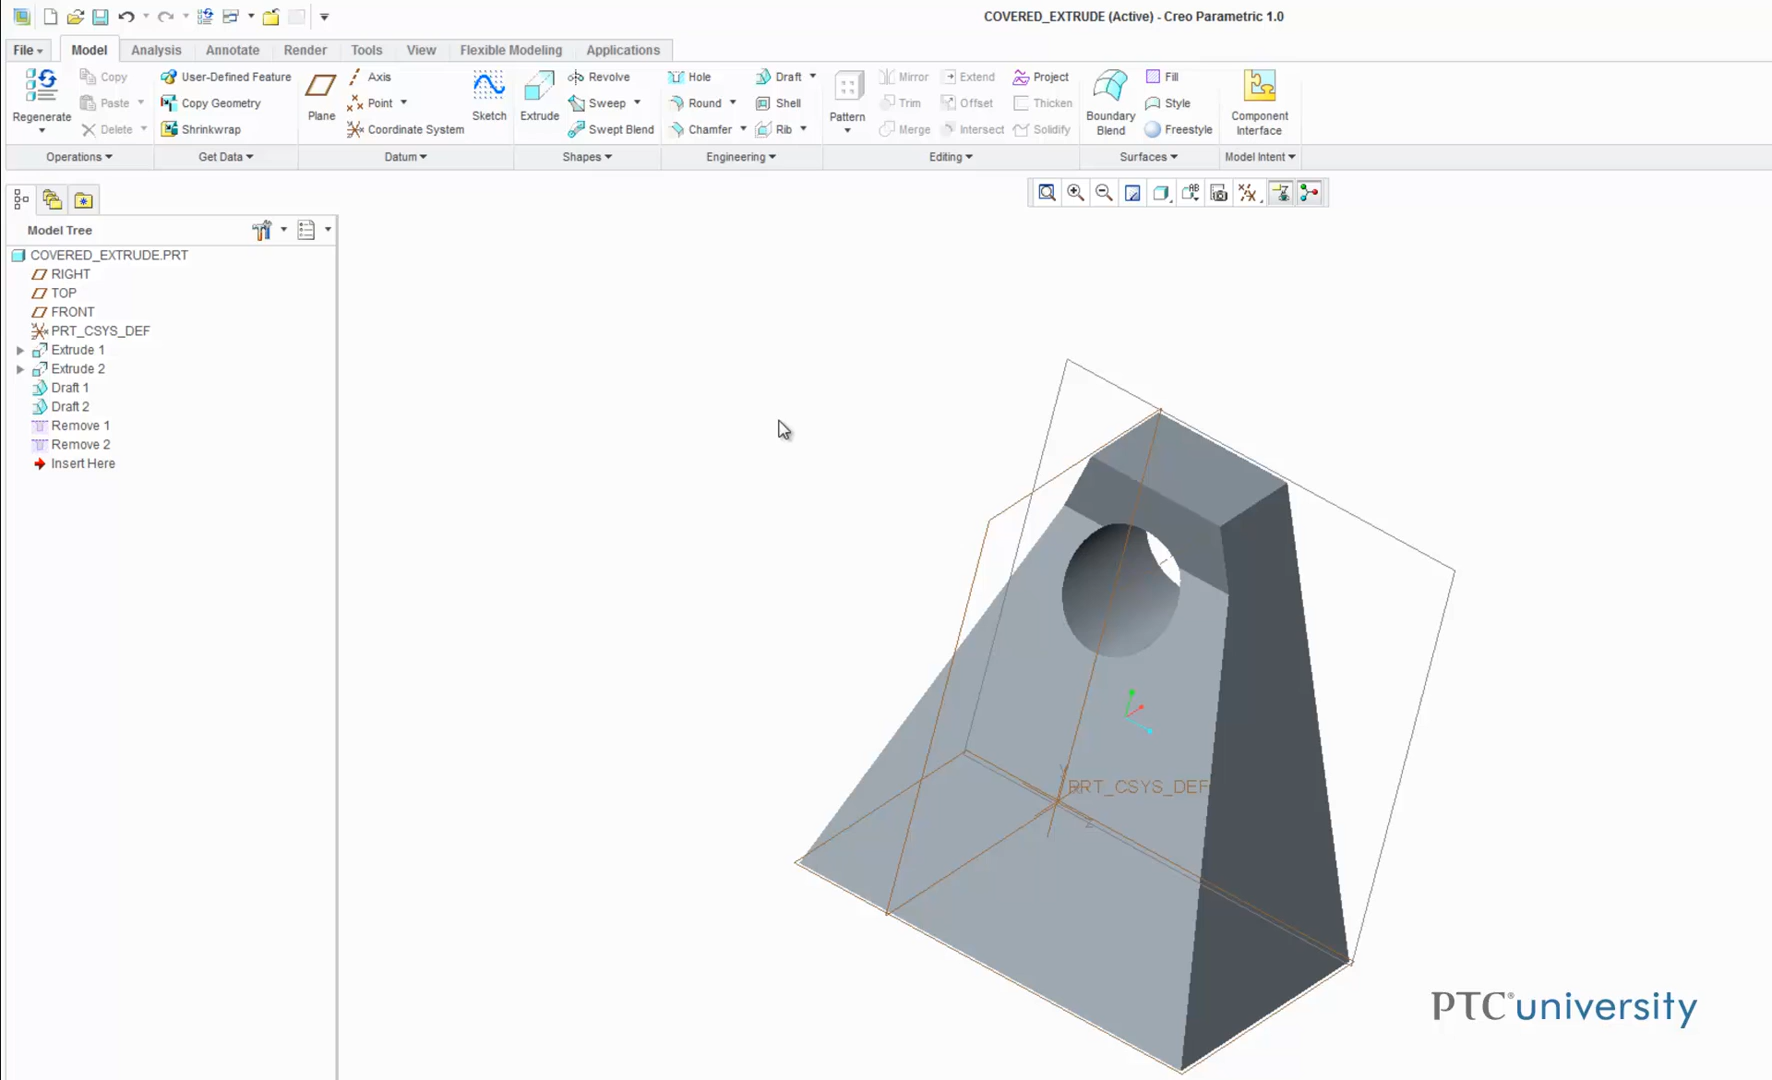 COVERED_EXTRUDE (Active) - Creo Parametric 1.0
File Model Analysis Annotate Render Tools View Flexible Modeling Applications
Copy User-Defined Feature Axis Revolve Hole Draft Mirror Extend Project Fill
Paste Copy Geometry Point Sweep Round Shell Trim Offset Thicken Style
Regenerate Plane Sketch Extrude Pattern Boundary Blend Component Interface
Delete Shrinkwrap Coordinate System Swept Blend Chamfer Rib Merge Intersect Solidify Freestyle
Operations Get Data Datum Shapes Engineering Editing Surfaces Model Intent
Model Tree
COVERED_EXTRUDE.PRT
RIGHT
TOP
FRONT
PRT_CSYS_DEF
Extrude 1
Extrude 2
Draft 1
Draft 2
Remove 1
Remove 2
Insert Here
PRT_CSYS_DEF
PTC® university